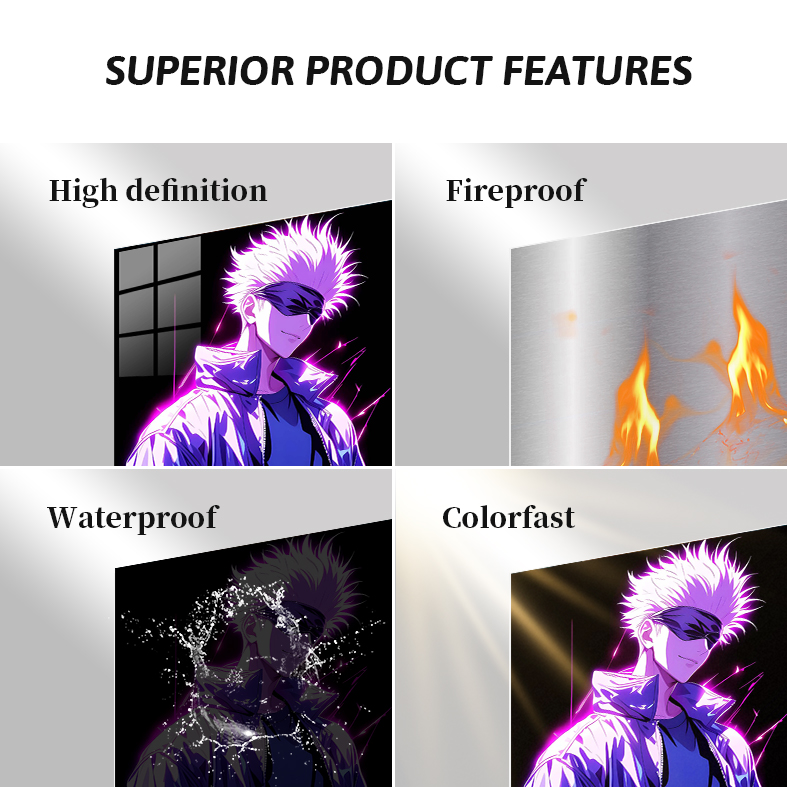 SUPERIOR PRODUCT FEATURES
High definition
Fireproof
Waterproof
Colorfast